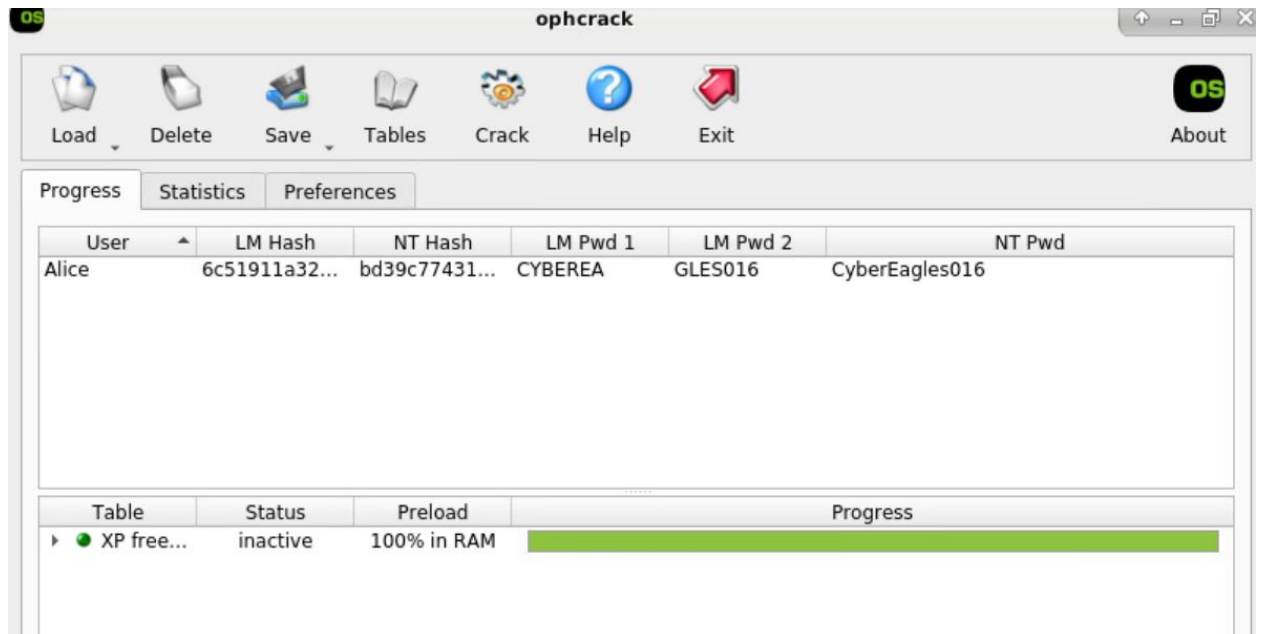 OS ophcrack
OS
Load Delete Save Tables Crack Help Exit About
Progress Statistics Preferences
User LM Hash NT Hash LM Pwd 1 LM Pwd 2 NT Pwd
Alice 6c51911a32... bd39c77431... CYBEREA GLES016 CyberEagles016
Table Status Preload Progress
XP free... inactive 100% in RAM